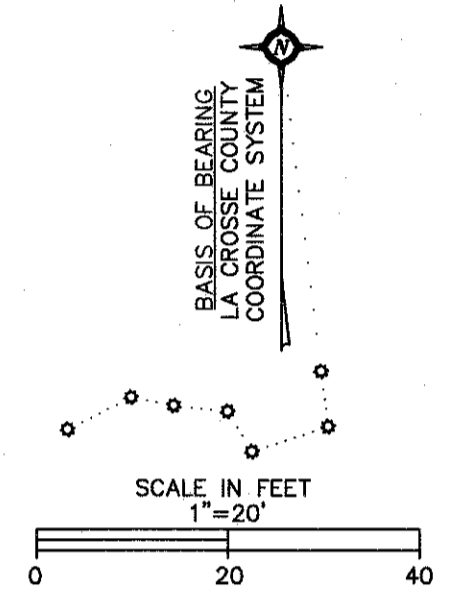 N
BASIS OF BEARING
LA CROSSE COUNTY
COORDINATE SYSTEM
SCALE IN FEET
1"=20'
0 20 40